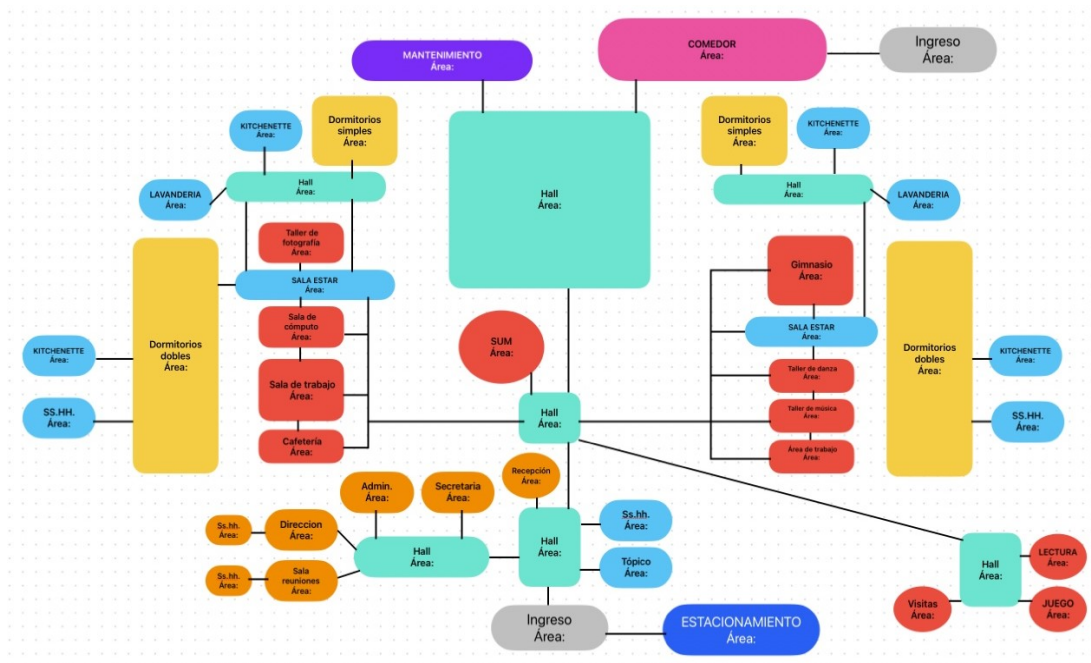 MANTENIMIENTO
Área:
COMEDOR
Área:
Ingreso
Área:
KITCHENETTE
Área:
Dormitorios
simples
Área:
Dormitorios
simples
Área:
KITCHENETTE
Área:
LAVANDERIA
Área:
Hall
Área:
Hall
Área:
Hall
Área:
LAVANDERIA
Área:
Taller de
fotografía
Área:
SALA ESTAR
Área:
Gimnasio
Área:
Sala de
cómputo
Área:
SALA ESTAR
Área:
KITCHENETTE
Área:
Dormitorios
dobles
Área:
SUM
Área:
Dormitorios
dobles
Área:
KITCHENETTE
Área:
Sala de trabajo
Área:
Taller de danza
Área:
SS.HH.
Área:
Hall
Área:
Taller de música
Área:
SS.HH.
Área:
Cafetería
Área:
Área de trabajo
Área:
Recepción
Área:
Admin.
Área:
Secretaria
Área:
Ss.hh.
Área:
Direccion
Área:
Hall
Área:
Hall
Área:
Ss.hh.
Área:
Tópico
Área:
Ss.hh.
Área:
Sala
reuniones
Área:
Hall
Área:
LECTURA
Área:
Visitas
Área:
JUEGO
Área:
Ingreso
Área:
ESTACIONAMIENTO
Área: